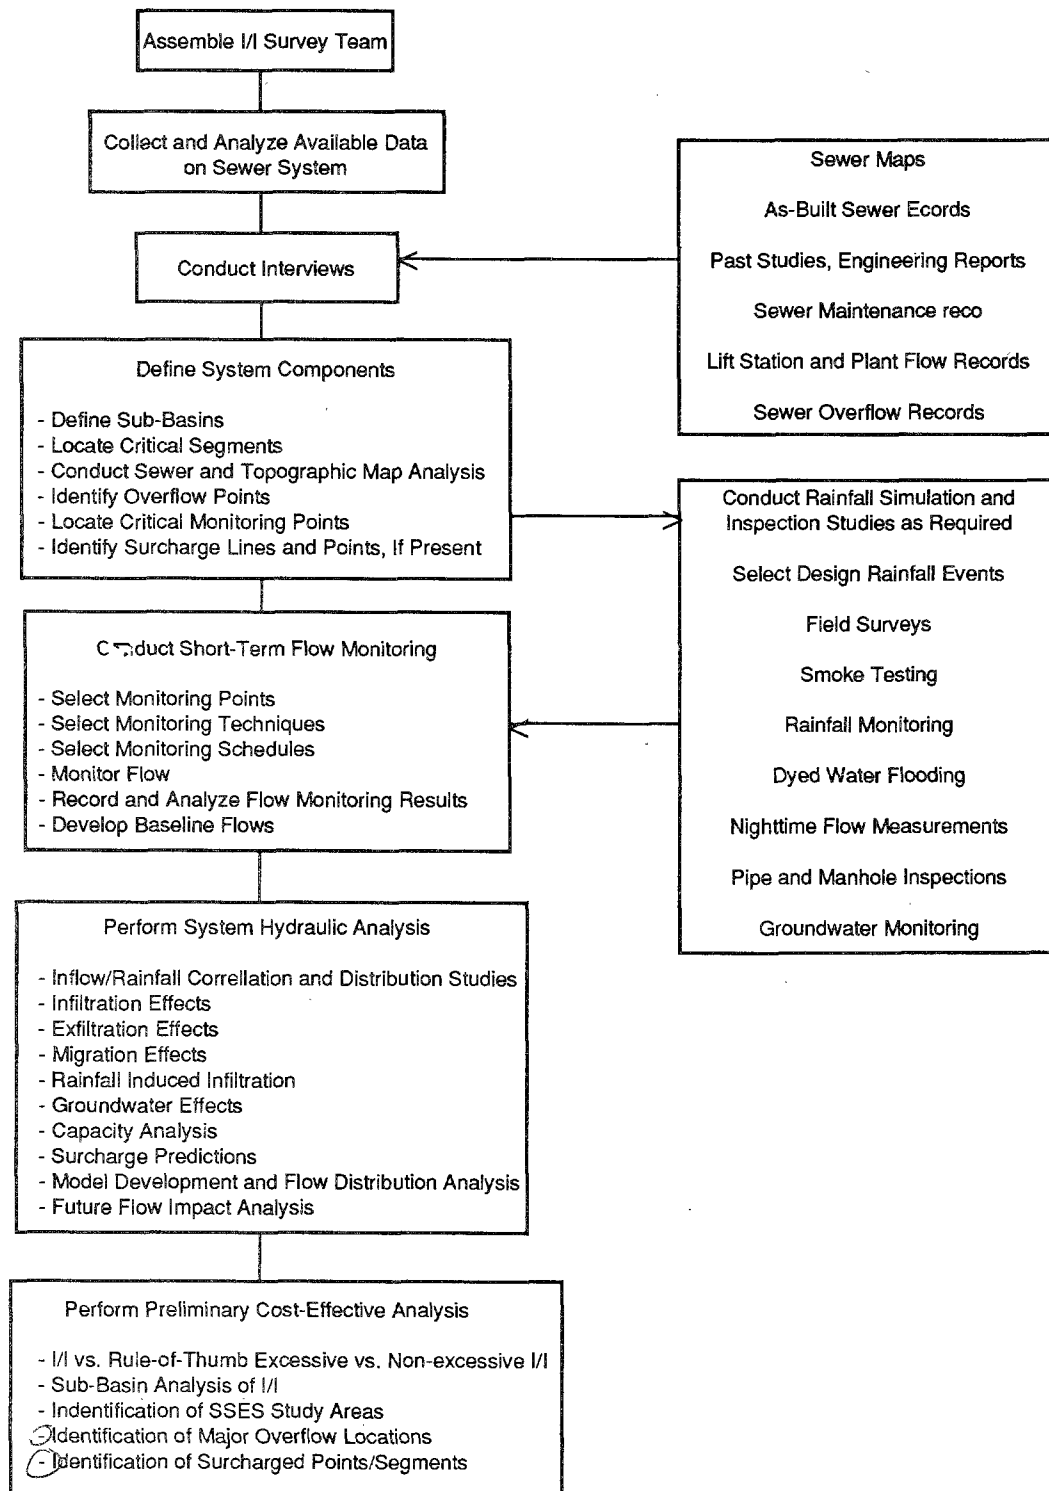 Assemble I/I Survey Team
Collect and Analyze Available Data
on Sewer System
Conduct Interviews
Sewer Maps
As-Built Sewer Ecords
Past Studies, Engineering Reports
Sewer Maintenance reco
Lift Station and Plant Flow Records
Sewer Overflow Records
Define System Components
- Define Sub-Basins
- Locate Critical Segments
- Conduct Sewer and Topographic Map Analysis
- Identify Overflow Points
- Locate Critical Monitoring Points
- Identify Surcharge Lines and Points, If Present
Conduct Rainfall Simulation and
Inspection Studies as Required
Select Design Rainfall Events
Field Surveys
Smoke Testing
Rainfall Monitoring
Dyed Water Flooding
Nighttime Flow Measurements
Pipe and Manhole Inspections
Groundwater Monitoring
Conduct Short-Term Flow Monitoring
- Select Monitoring Points
- Select Monitoring Techniques
- Select Monitoring Schedules
- Monitor Flow
- Record and Analyze Flow Monitoring Results
- Develop Baseline Flows
Perform System Hydraulic Analysis
- Inflow/Rainfall Correllation and Distribution Studies
- Infiltration Effects
- Exfiltration Effects
- Migration Effects
- Rainfall Induced Infiltration
- Groundwater Effects
- Capacity Analysis
- Surcharge Predictions
- Model Development and Flow Distribution Analysis
- Future Flow Impact Analysis
Perform Preliminary Cost-Effective Analysis
- I/I vs. Rule-of-Thumb Excessive vs. Non-excessive I/I
- Sub-Basin Analysis of I/I
- Indentification of SSES Study Areas
- Identification of Major Overflow Locations
- Identification of Surcharged Points/Segments